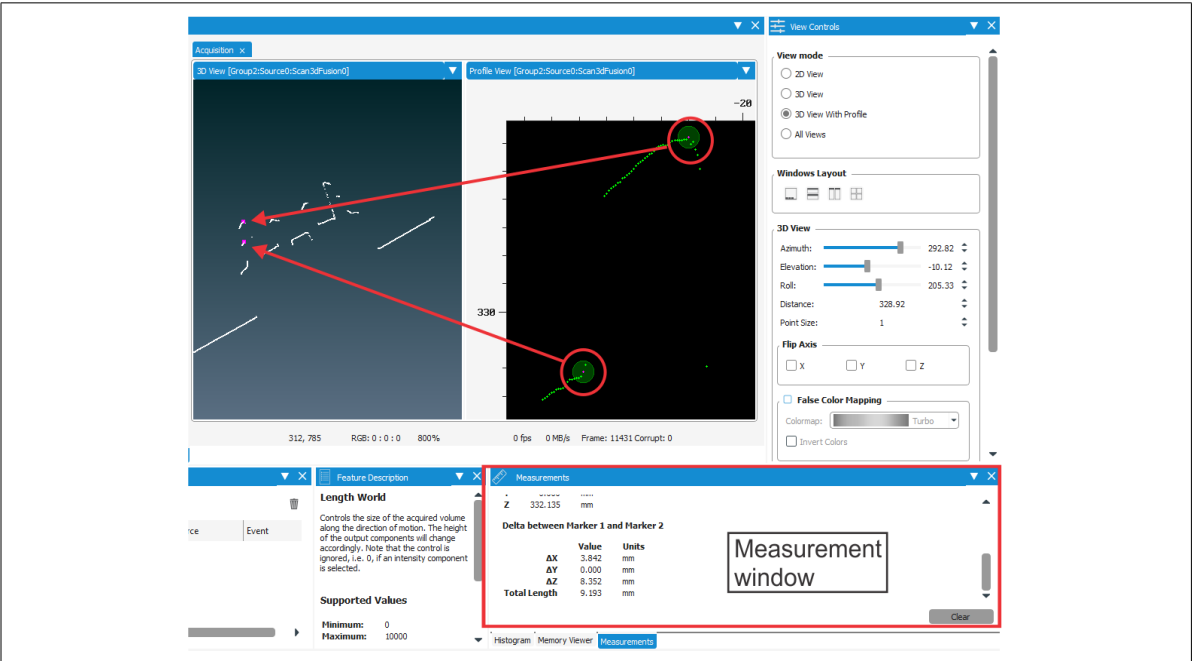 View Controls
Acquisition ×
3D View [Group2:Source0:Scan3dFusion0]
Profile View [Group2:Source0:Scan3dFusion0]
-20
330
312, 785 RGB: 0 : 0 : 0 800% 0 fps 0 MB/s Frame: 11431 Corrupt: 0
View mode
2D View
3D View
3D View With Profile
All Views
Windows Layout
3D View
Azimuth: 292.82
Elevation: -10.12
Roll: 205.33
Distance: 328.92
Point Size: 1
Flip Axis
X Y Z
False Color Mapping
Colormap: Turbo
Invert Colors
rce Event
Feature Description
Length World
Controls the size of the acquired volume
along the direction of motion. The height
of the output components will change
accordingly. Note that the control is
ignored, i.e. 0, if an intensity component
is selected.
Supported Values
Minimum: 0
Maximum: 10000
Measurements
Z 332.135 mm
Delta between Marker 1 and Marker 2
Value Units
ΔX 3.842 mm
ΔY 0.000 mm
ΔZ 8.352 mm
Total Length 9.193 mm
Measurement
window
Clear
Histogram Memory Viewer Measurements